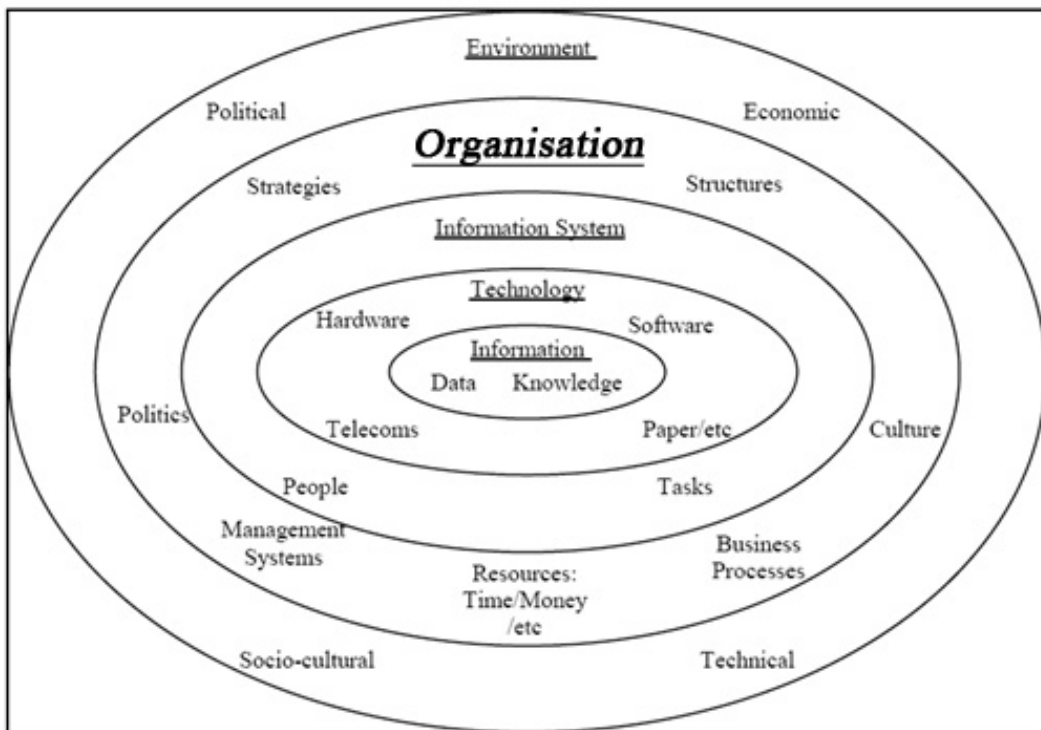 Environment
Political
Economic
Organisation
Strategies
Structures
Information System
Technology
Hardware
Software
Information
Data Knowledge
Politics
Telecoms
Paper/etc
Culture
People
Tasks
Management
Systems
Business
Processes
Resources:
Time/Money
/etc
Socio-cultural
Technical